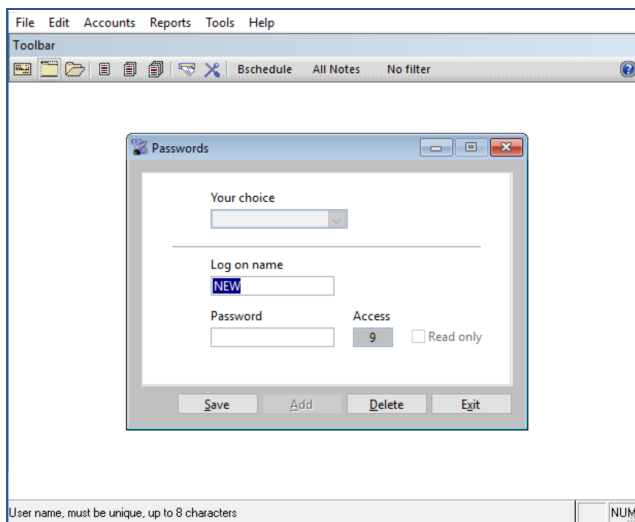 File Edit Accounts Reports Tools Help
Toolbar
Bschedule All Notes No filter
Passwords
Your choice
Log on name
NEW
Password Access
9 Read only
Save Add Delete Exit
User name, must be unique, up to 8 characters NUM